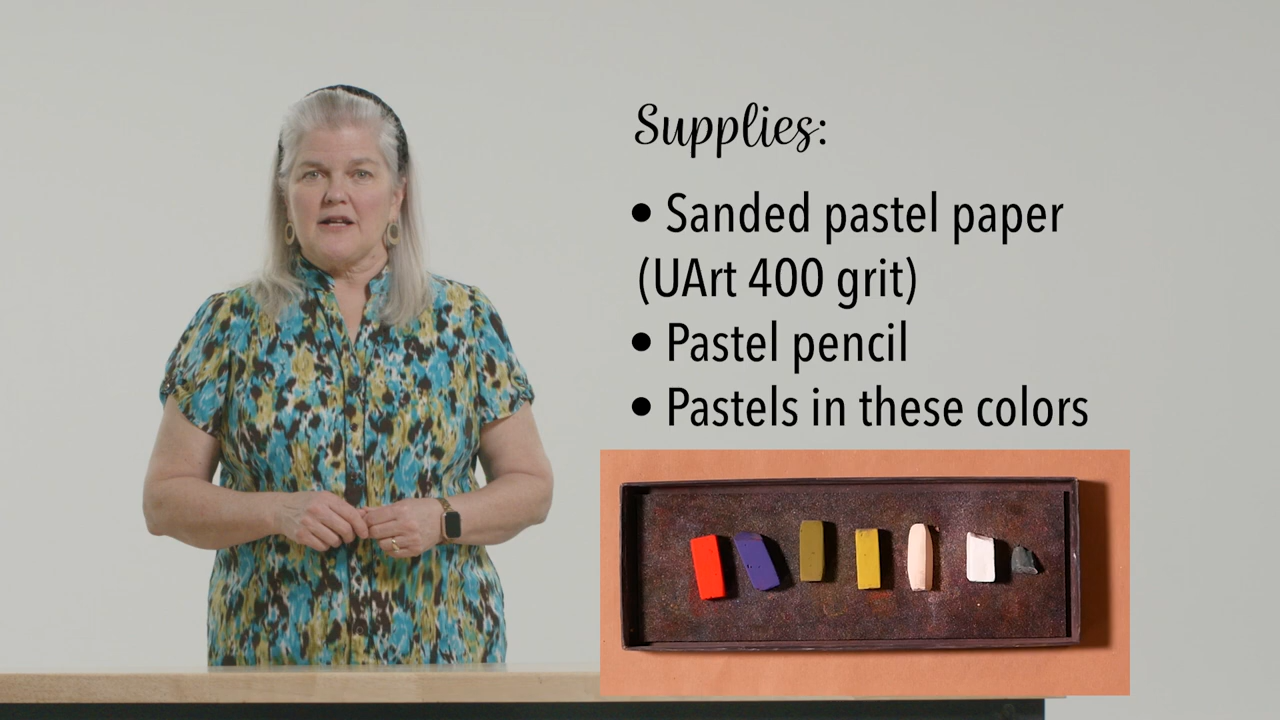 Supplies:
• Sanded pastel paper
(UArt 400 grit)
• Pastel pencil
• Pastels in these colors